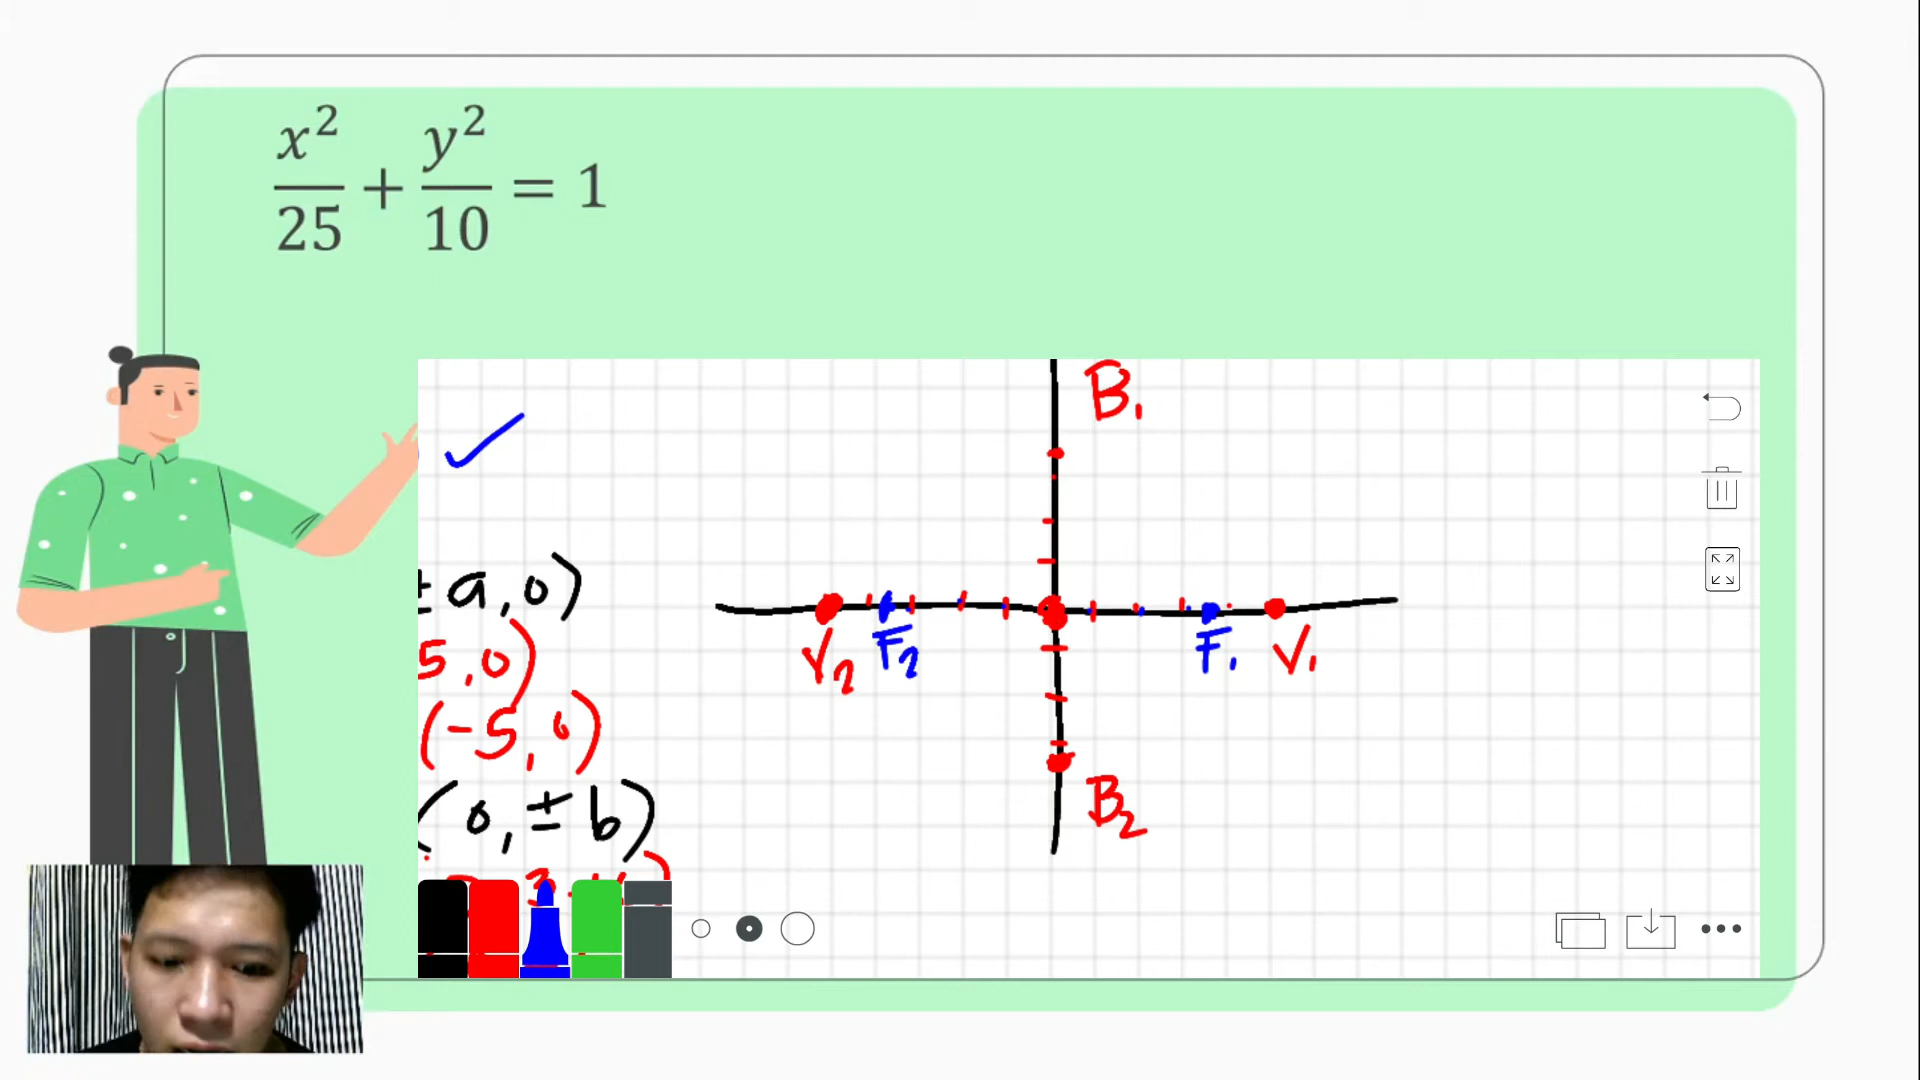 x²/25 + y²/10 = 1
B₁
± a, 0)
5, 0)
(-5, 0)
(0, ± b)
V₂
F₂
F₁
V₁
B₂